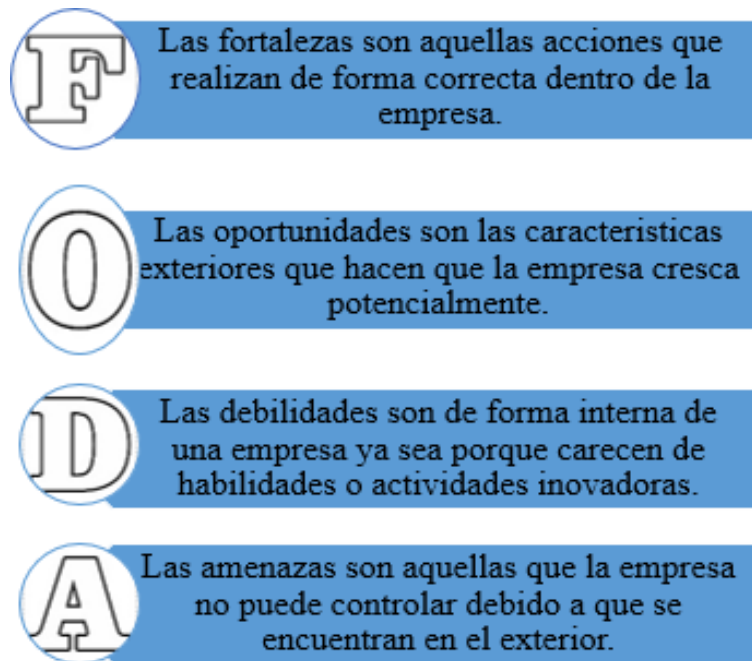 F
Las fortalezas son aquellas acciones que
realizan de forma correcta dentro de la
empresa.
O
Las oportunidades son las caracteristicas
exteriores que hacen que la empresa cresca
potencialmente.
D
Las debilidades son de forma interna de
una empresa ya sea porque carecen de
habilidades o actividades inovadoras.
A
Las amenazas son aquellas que la empresa
no puede controlar debido a que se
encuentran en el exterior.